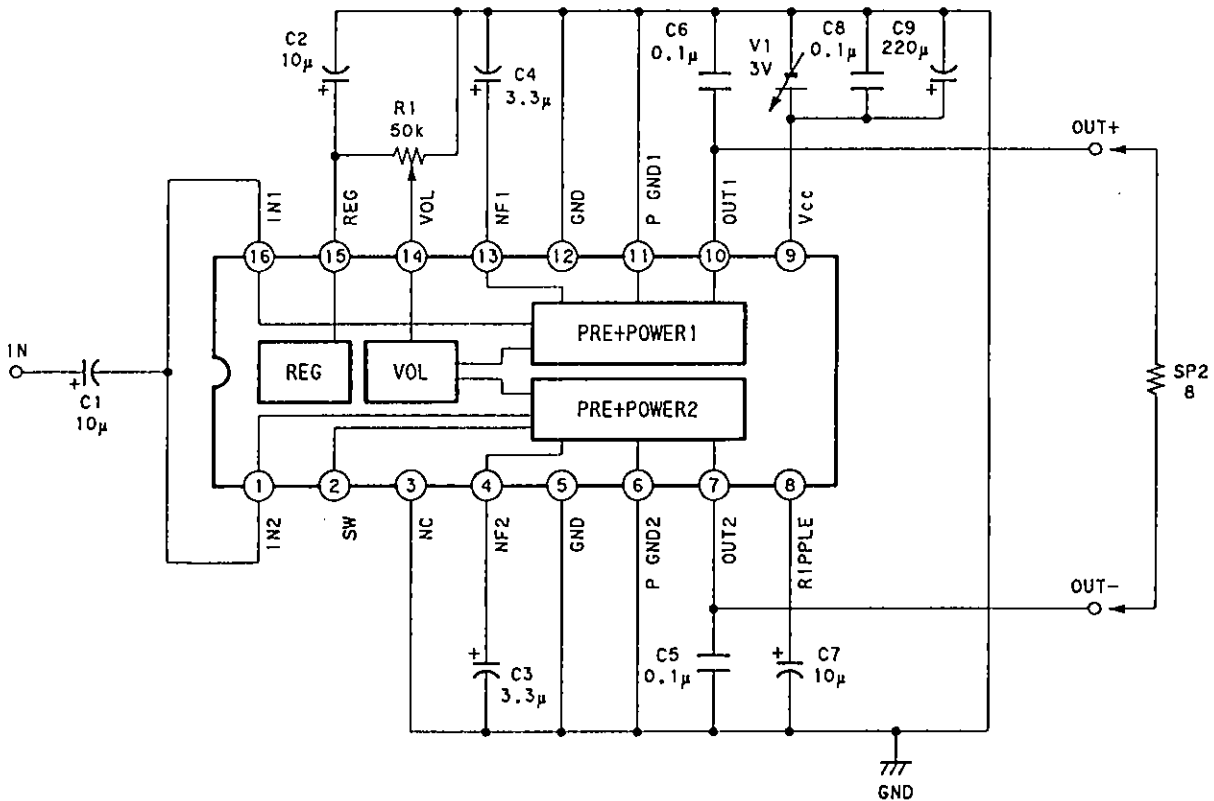 C2
10μ
C4
3.3μ
R1
50k
C6
0.1μ
V1
3V
C8
0.1μ
C9
220μ
OUT+
IN1
REG
VOL
NF1
GND
P GND1
OUT1
Vcc
16
15
14
13
12
11
10
9
PRE+POWER1
REG
VOL
PRE+POWER2
IN
C1
10μ
SP2
8
1
2
3
4
5
6
7
8
IN2
SW
NC
NF2
GND
P GND2
OUT2
RIPPLE
OUT-
C3
3.3μ
C5
0.1μ
C7
10μ
GND
+
+
+
+
+
+